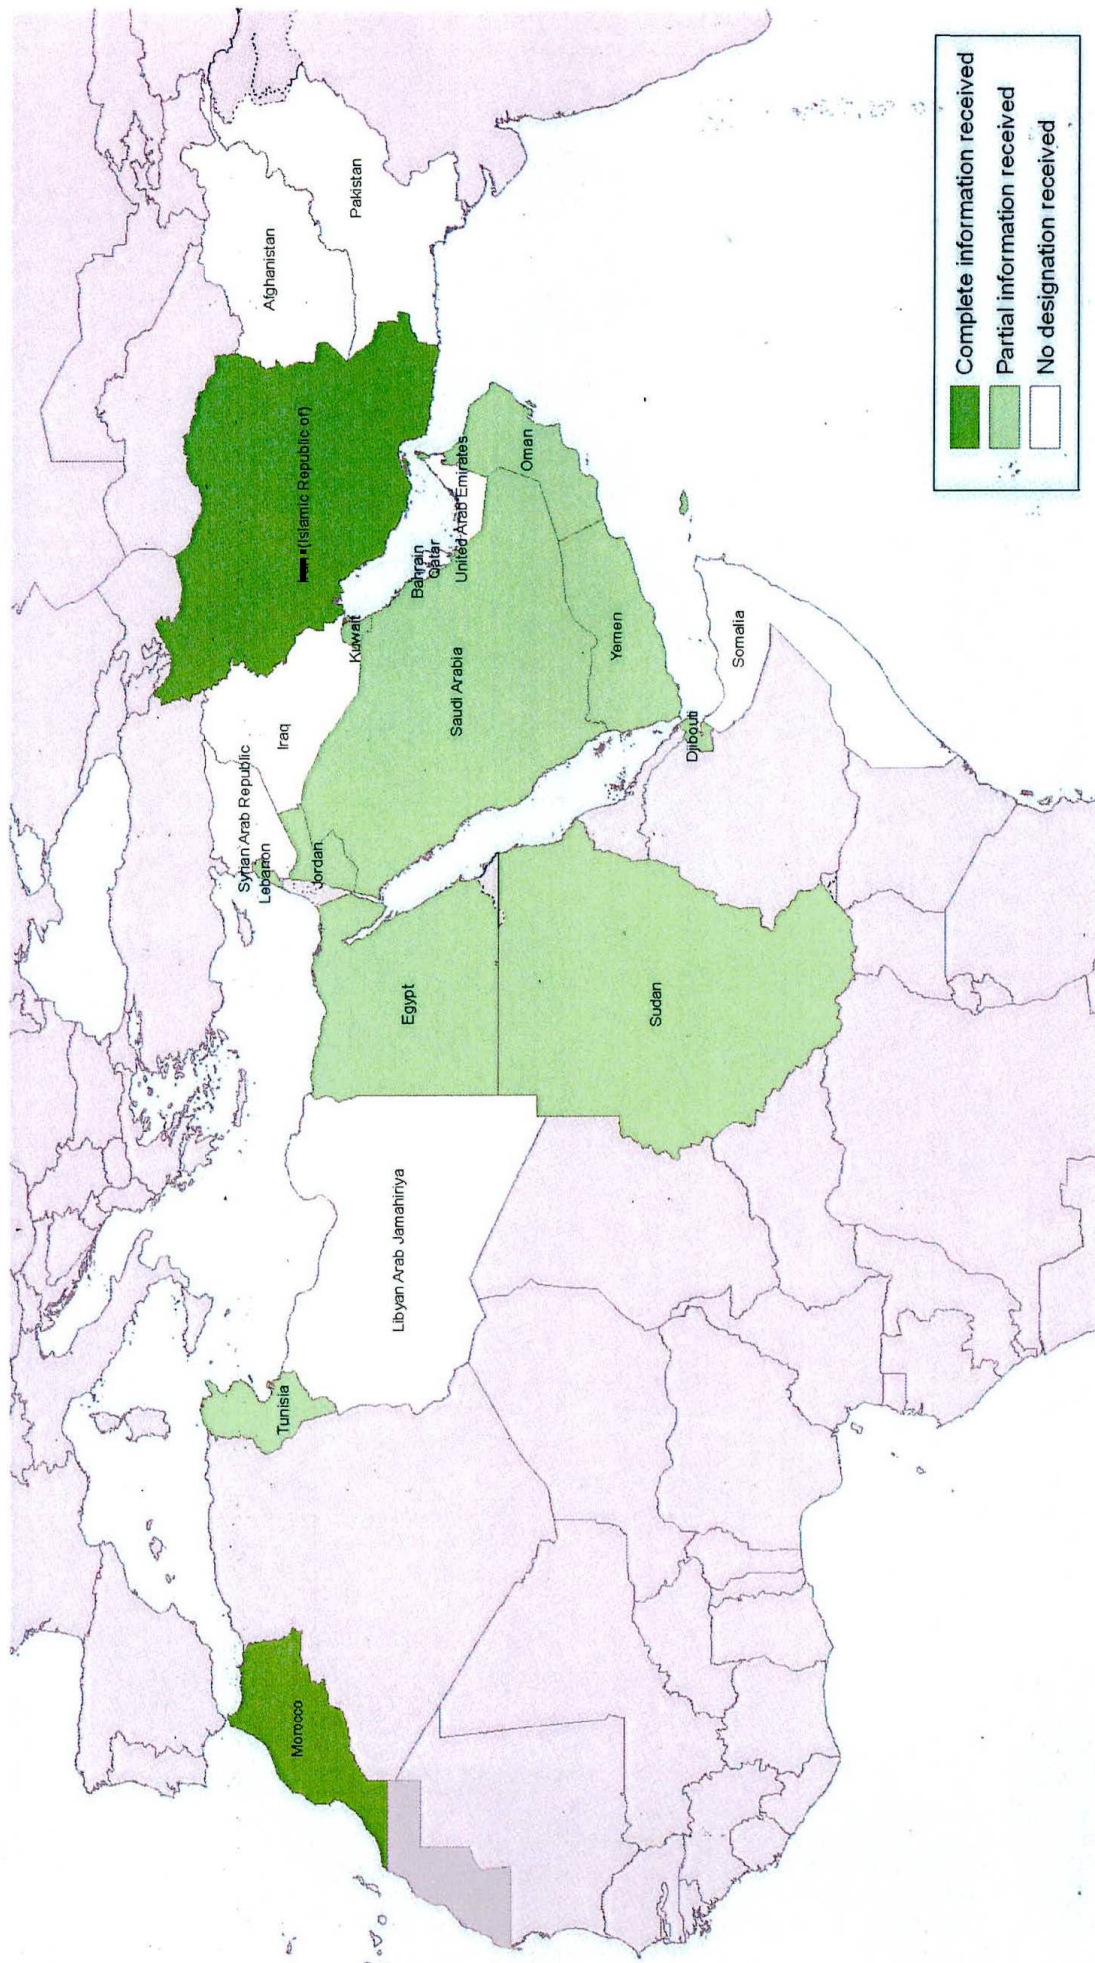 Morocco
Tunisia
Libyan Arab Jamahiriya
Egypt
Sudan
Syrian Arab Republic
Lebanon
Jordan
Iraq
Kuwait
Saudi Arabia
Bahrain
Qatar
United Arab Emirates
Oman
Yemen
Djibouti
Somalia
(Islamic Republic of)
Afghanistan
Pakistan
Complete information received
Partial information received
No designation received